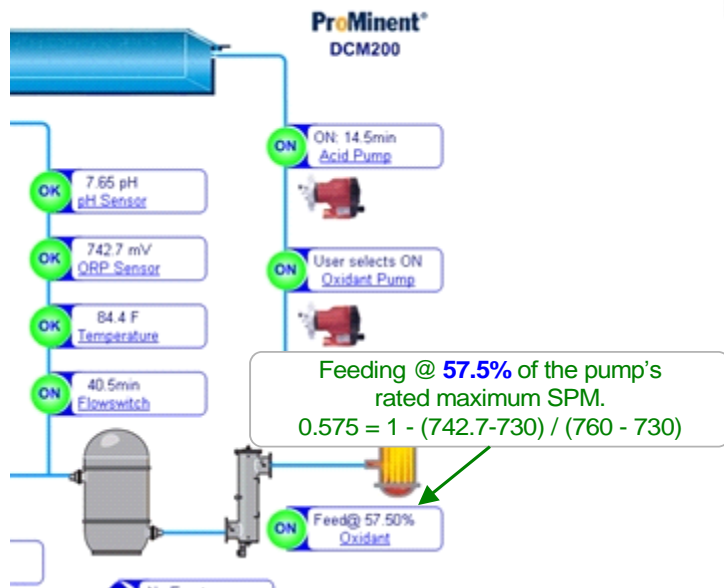 ProMinent®
DCM200
ON
ON: 14.5min
Acid Pump
OK
7.65 pH
pH Sensor
OK
742.7 mV
ORP Sensor
ON
User selects ON
Oxidant Pump
OK
84.4 F
Temperature
ON
40.5min
Flowswitch
Feeding @ 57.5% of the pump's
rated maximum SPM.
0.575 = 1 - (742.7-730) / (760 - 730)
ON
Feed@ 57.50%
Oxidant